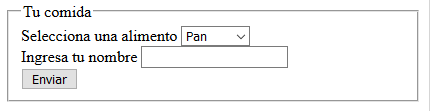 Tu comida
Selecciona una alimento Pan
Ingresa tu nombre
Enviar